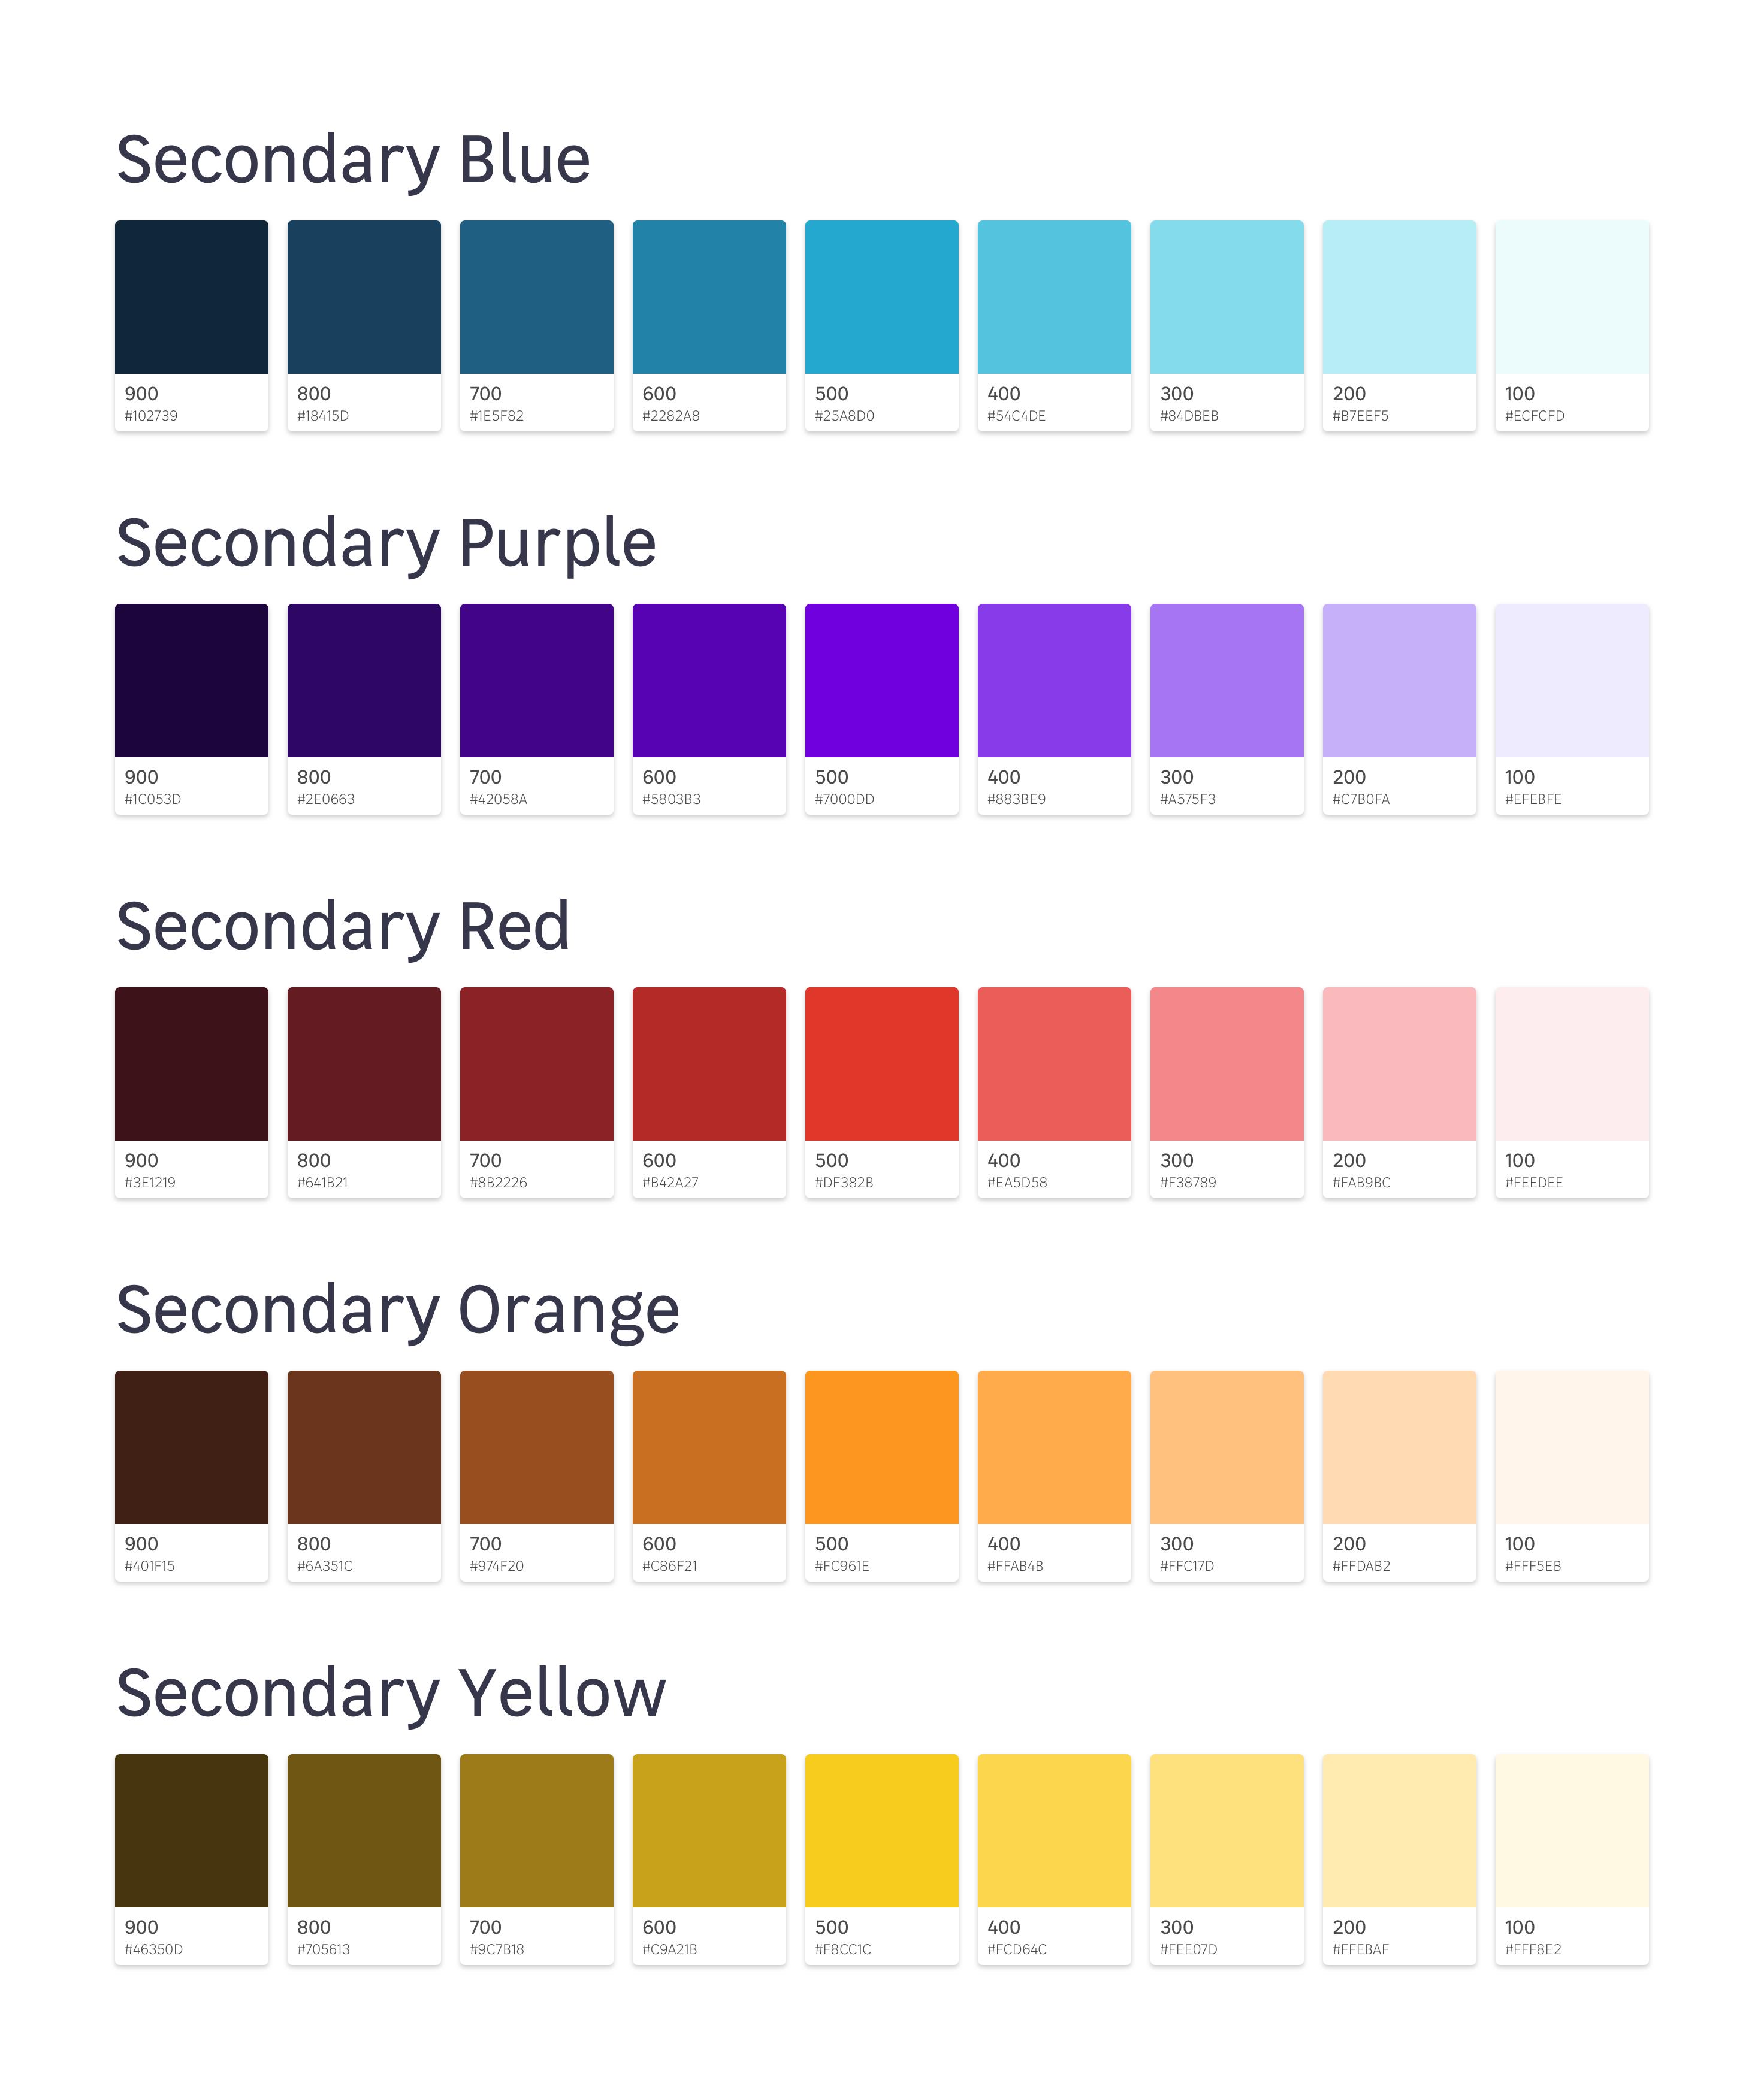 Secondary Blue
900 800 700 600 500 400 300 200 100
#102739 #18415D #1E5F82 #2282A8 #25A8D0 #54C4DE #84DBEB #B7EEF5 #ECFCFD
Secondary Purple
900 800 700 600 500 400 300 200 100
#1C053D #2E0663 #42058A #5803B3 #7000DD #883BE9 #A575F3 #C7B0FA #EFEBFE
Secondary Red
900 800 700 600 500 400 300 200 100
#3E1219 #641B21 #8B2226 #B42A27 #DF382B #EA5D58 #F38789 #FAB9BC #FEEDEE
Secondary Orange
900 800 700 600 500 400 300 200 100
#401F15 #6A351C #974F20 #C86F21 #FC961E #FFAB4B #FFC17D #FFDAB2 #FFF5EB
Secondary Yellow
900 800 700 600 500 400 300 200 100
#46350D #705613 #9C7B18 #C9A21B #F8CC1C #FCD64C #FEE07D #FFEBAF #FFF8E2